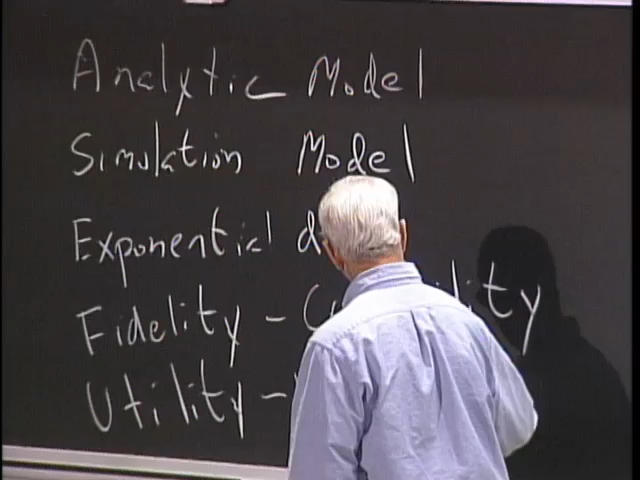 Analytic Model
Simulation Model
Exponential
Fidelity -
Utility -